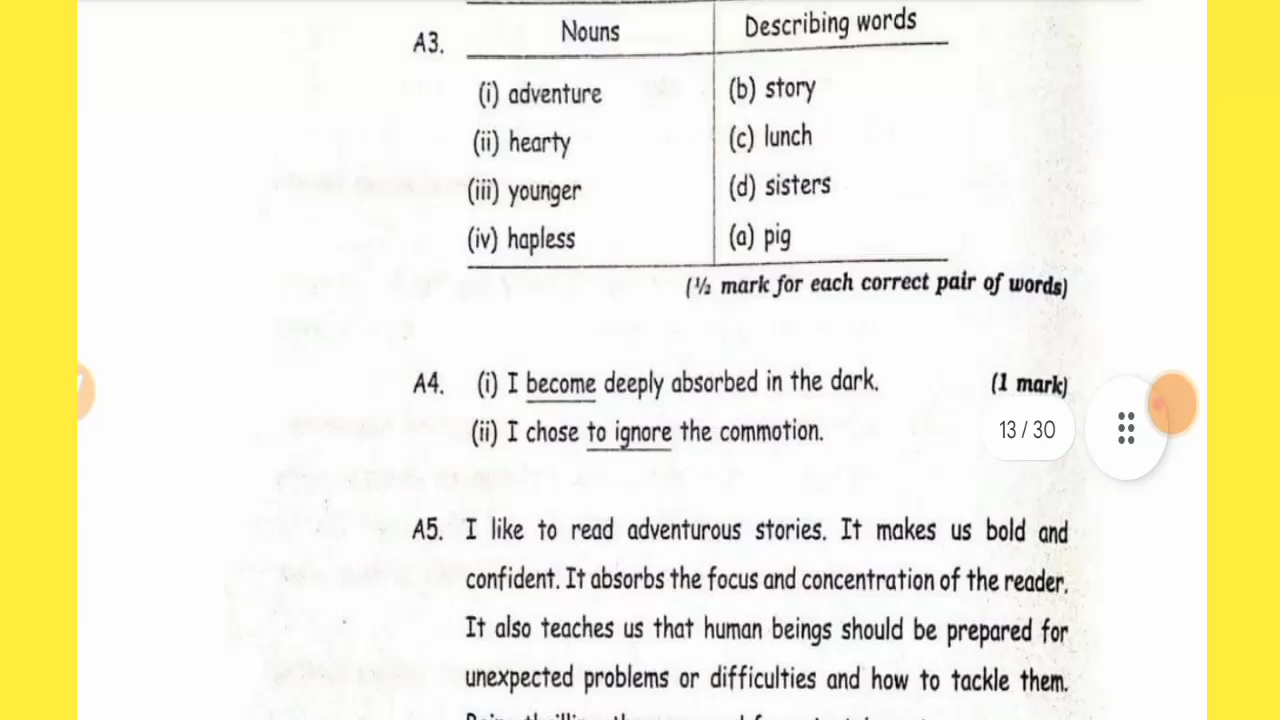 Nouns Describing words
A3.
(i) adventure (b) story
(ii) hearty (c) lunch
(iii) younger (d) sisters
(iv) hapless (a) pig
(½ mark for each correct pair of words)
A4. (i) I become deeply absorbed in the dark. (1 mark)
13 / 30
(ii) I chose to ignore the commotion.
A5. I like to read adventurous stories. It makes us bold and
confident. It absorbs the focus and concentration of the reader.
It also teaches us that human beings should be prepared for
unexpected problems or difficulties and how to tackle them.